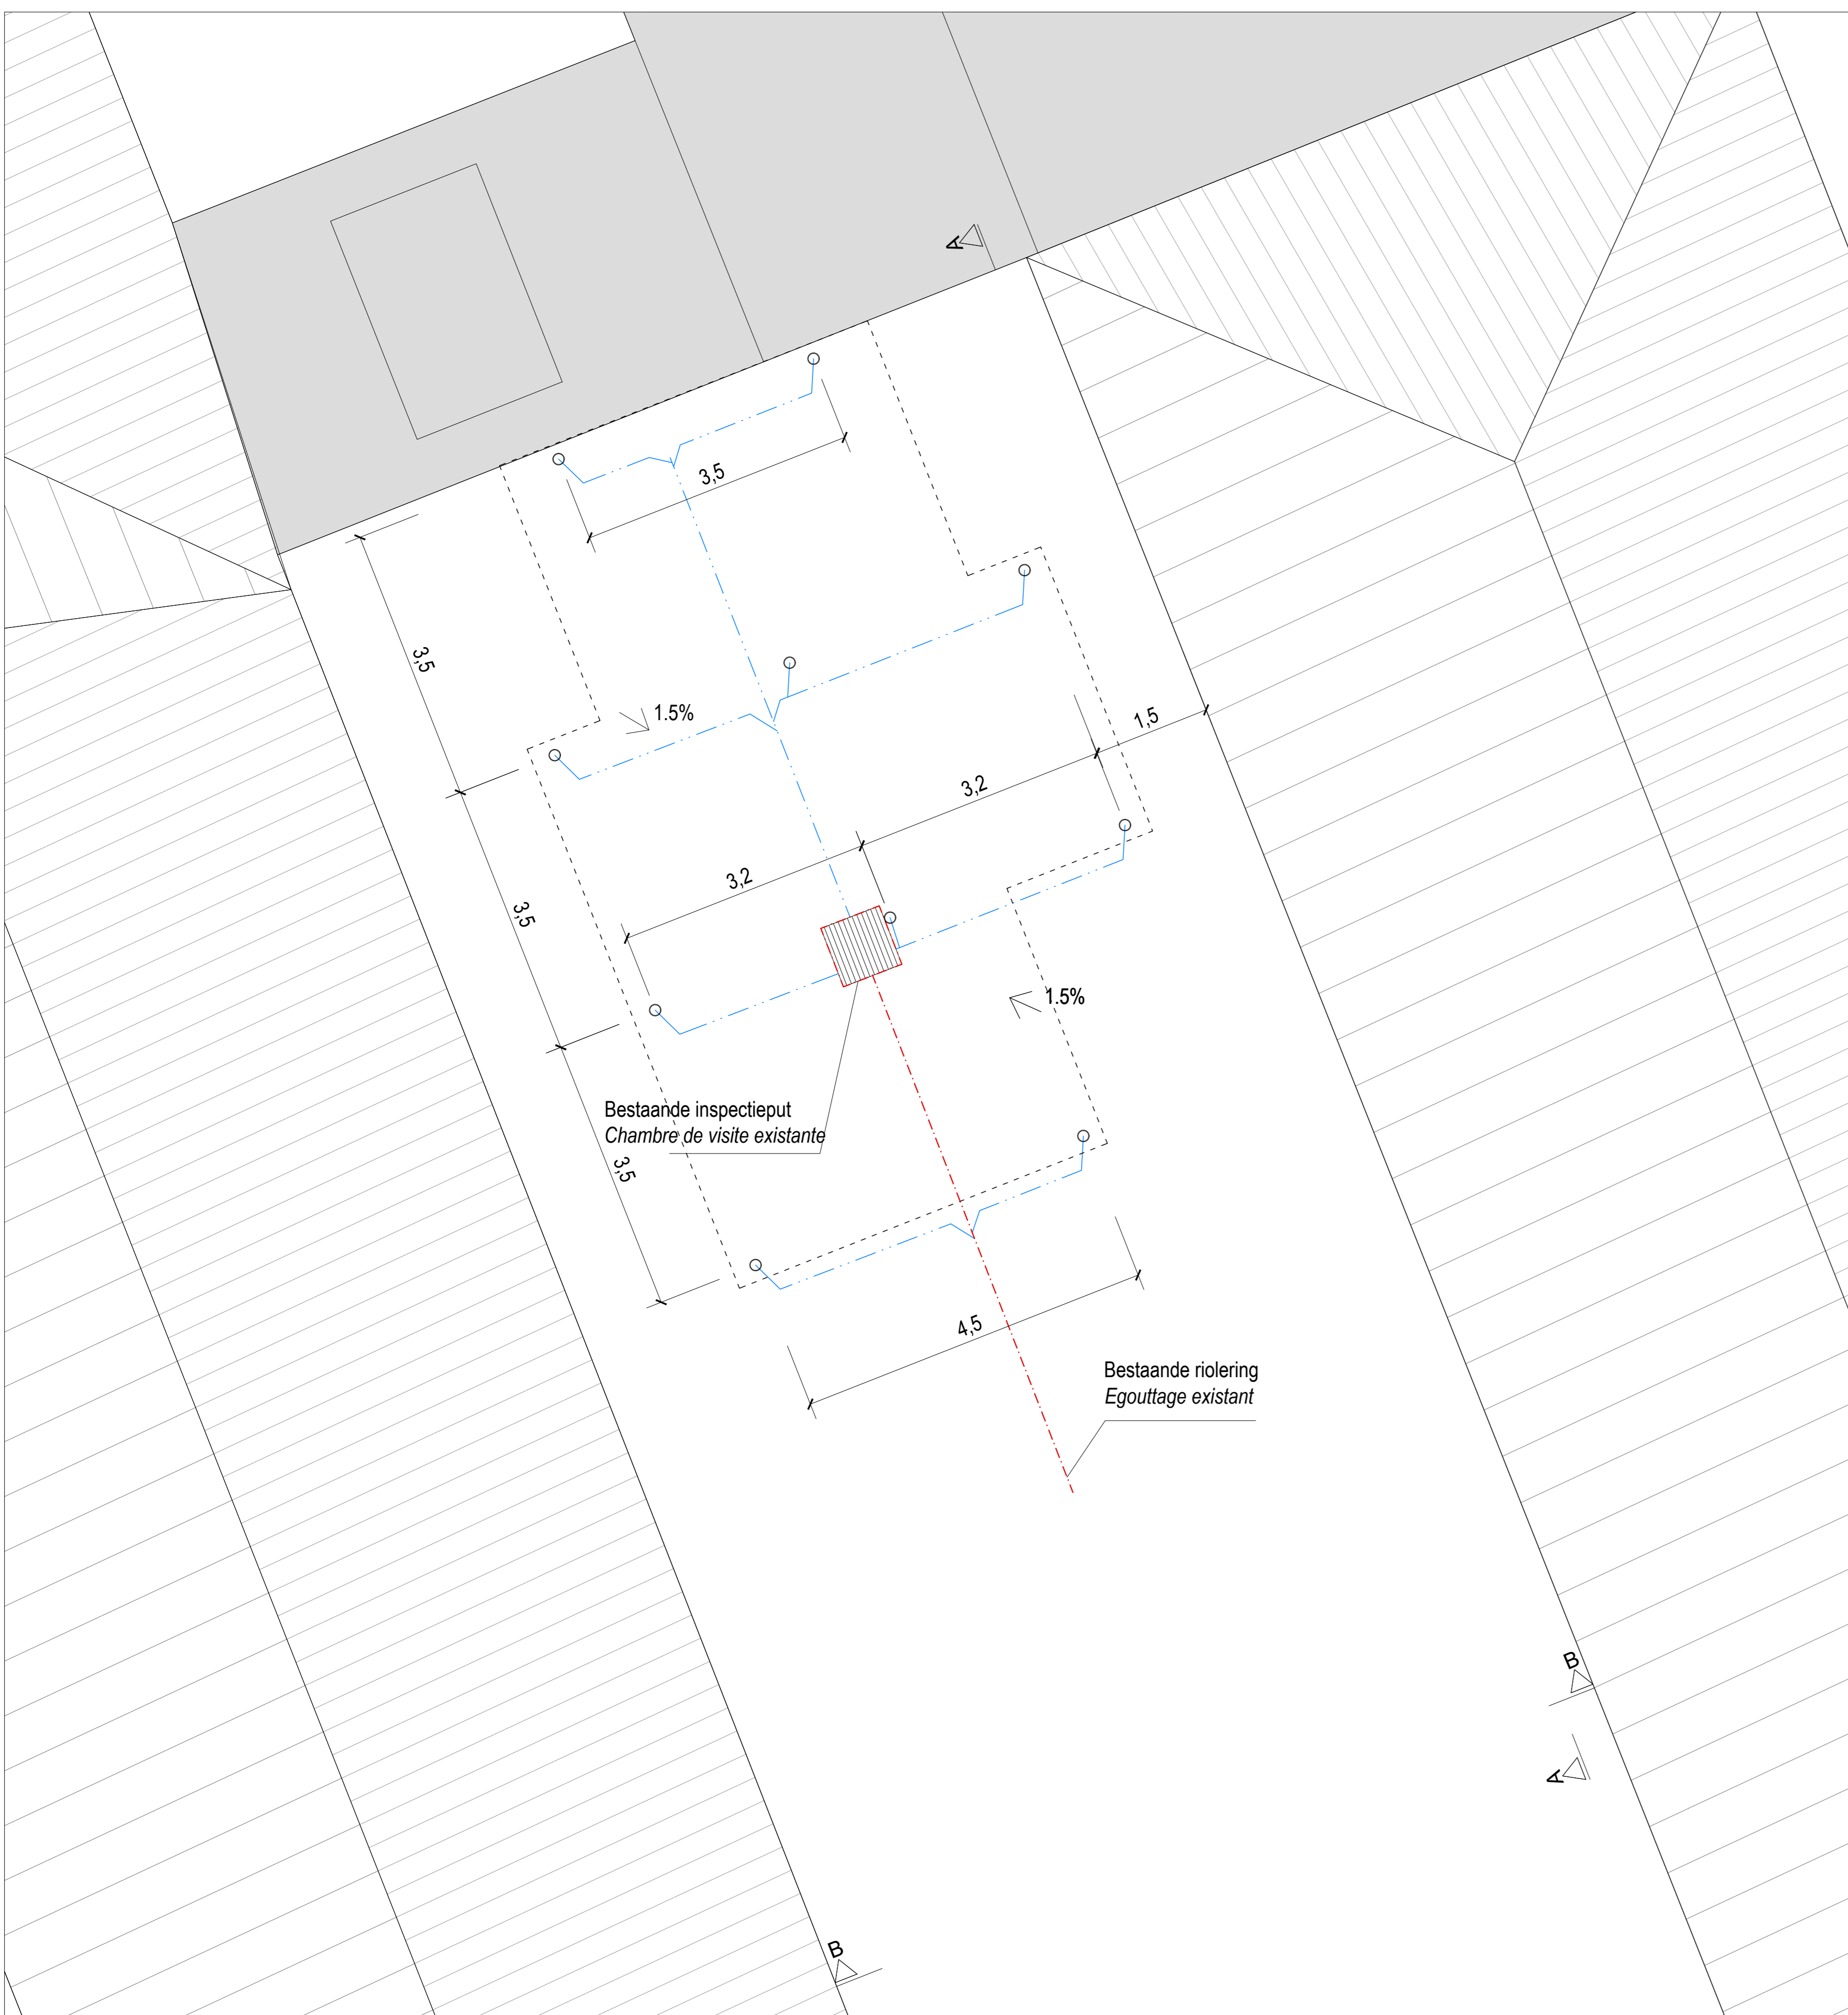 A
3,5
3,5
1.5%
1,5
3,2
3,2
3,5
1.5%
Bestaande inspectieput
Chambre de visite existante
3,5
4,5
Bestaande riolering
Egouttage existant
B
A
B